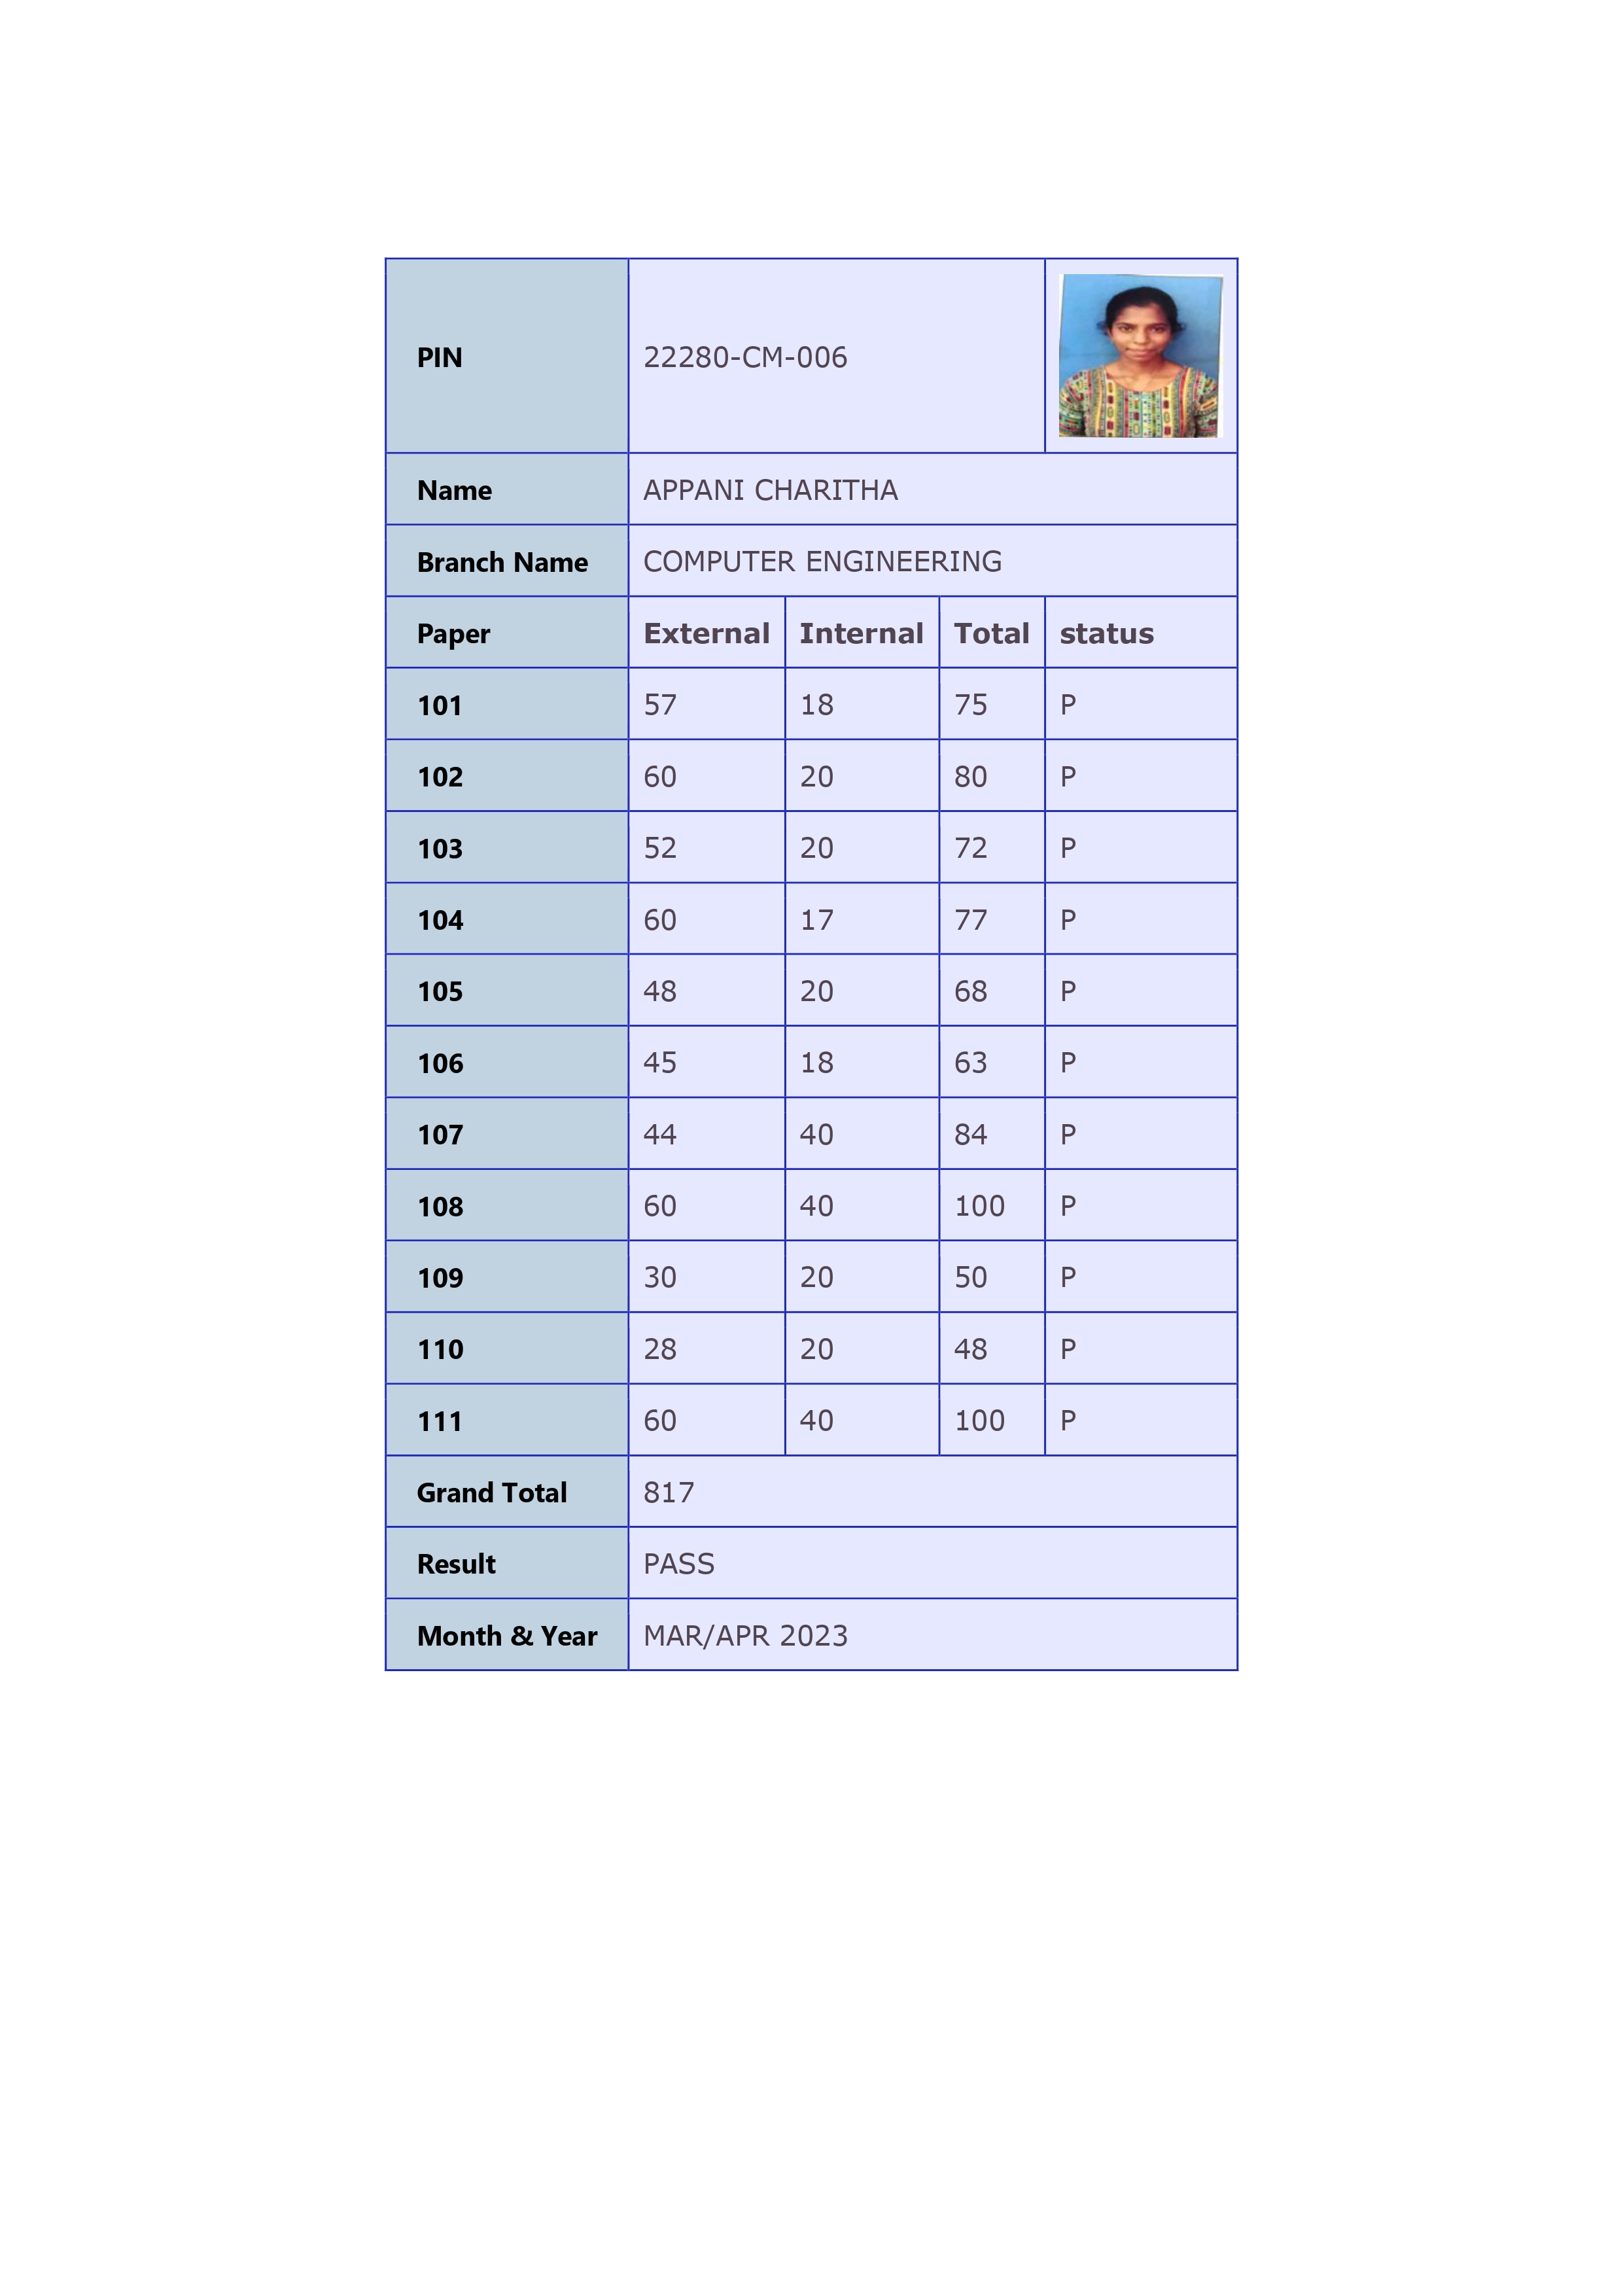 PIN 22280-CM-006
Name APPANI CHARITHA
Branch Name COMPUTER ENGINEERING
Paper External Internal Total status
101 57 18 75 P
102 60 20 80 P
103 52 20 72 P
104 60 17 77 P
105 48 20 68 P
106 45 18 63 P
107 44 40 84 P
108 60 40 100 P
109 30 20 50 P
110 28 20 48 P
111 60 40 100 P
Grand Total 817
Result PASS
Month & Year MAR/APR 2023